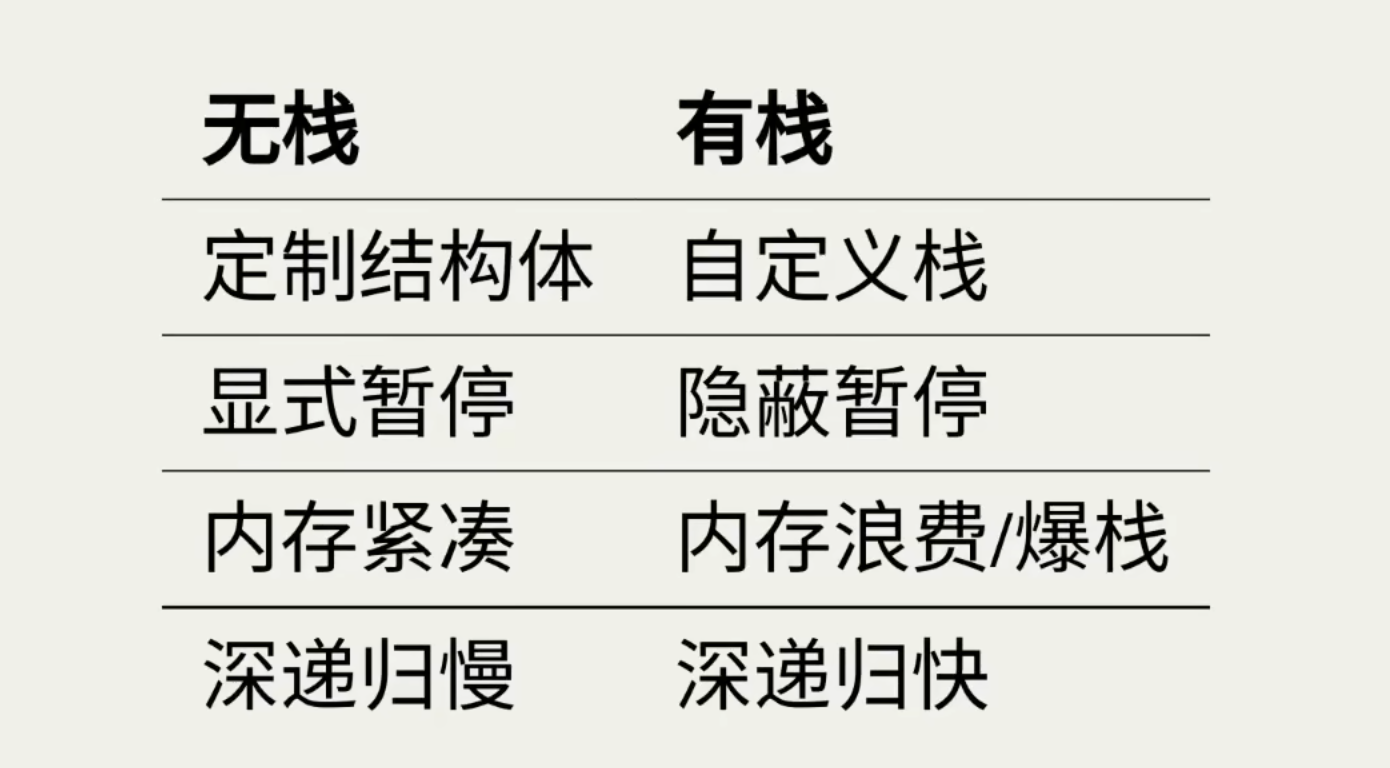 无栈 有栈
定制结构体 自定义栈
显式暂停 隐蔽暂停
内存紧凑 内存浪费/爆栈
深递归慢 深递归快